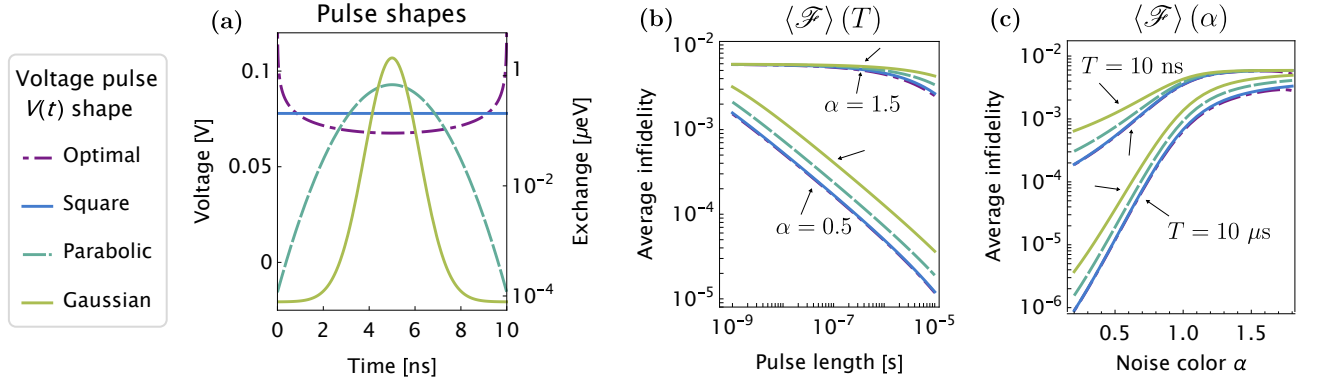 Voltage pulse
V(t) shape
Optimal
Square
Parabolic
Gaussian
(a)
Pulse shapes
0.1
0.05
0
Voltage [V]
0
2
4
6
8
10
Time [ns]
1
10⁻²
10⁻⁴
Exchange [μeV]
(b)
⟨ℱ⟩ (T)
10⁻²
10⁻³
10⁻⁴
10⁻⁵
Average infidelity
α = 1.5
α = 0.5
10⁻⁹
10⁻⁷
10⁻⁵
Pulse length [s]
(c)
⟨ℱ⟩ (α)
10⁻²
10⁻³
10⁻⁴
10⁻⁵
10⁻⁶
Average infidelity
T = 10 ns
T = 10 μs
0.5
1.0
1.5
Noise color α